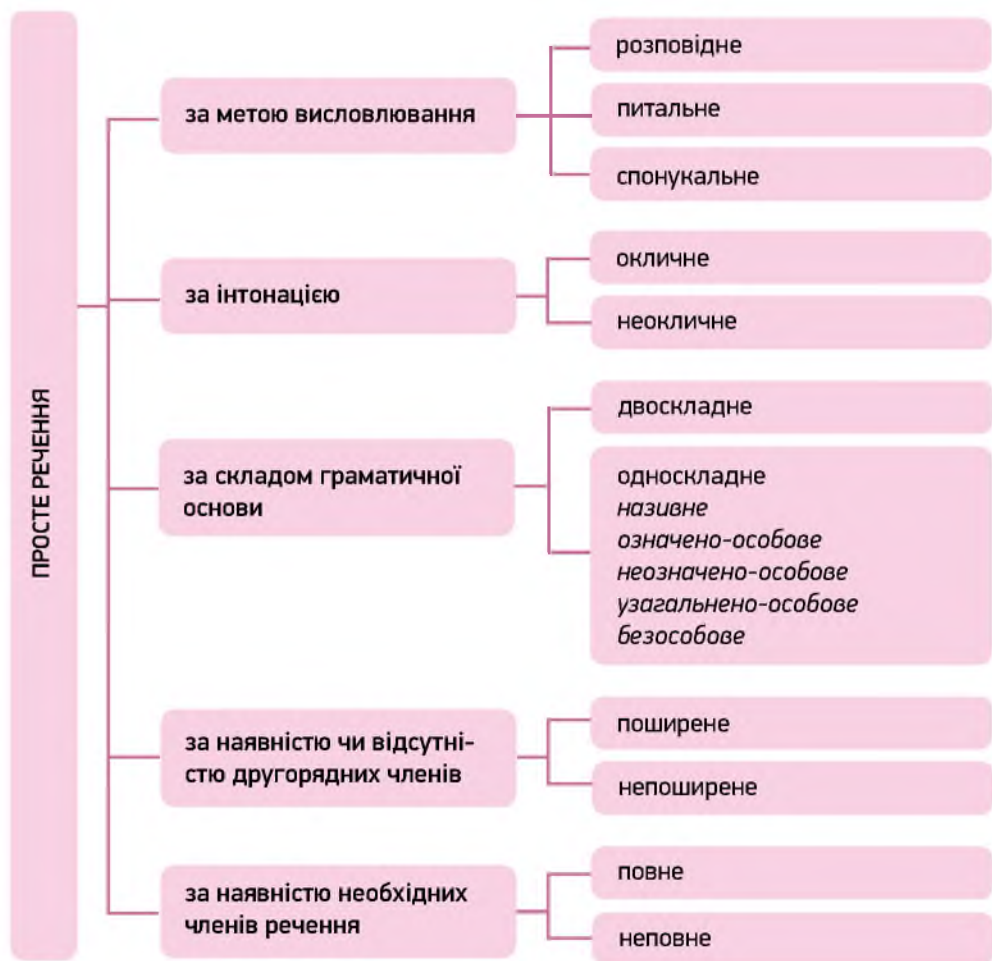 ПРОСТЕ РЕЧЕННЯ
за метою висловлювання
розповідне
питальне
спонукальне
за інтонацією
окличне
неокличне
за складом граматичної
основи
двоскладне
односкладне
називне
означено-особове
неозначено-особове
узагальнено-особове
безособове
за наявністю чи відсутні-
стю другорядних членів
поширене
непоширене
за наявністю необхідних
членів речення
повне
неповне